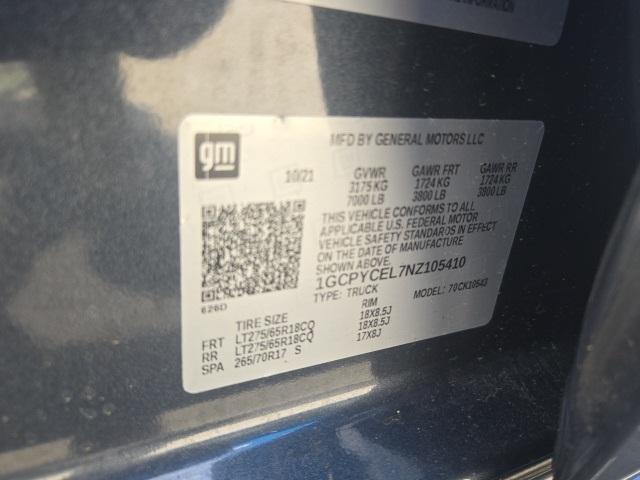 INFORMATION
gm
MFD BY GENERAL MOTORS LLC
10/21 GVWR GAWR FRT GAWR RR
3175 KG 1724 KG 1724 KG
7000 LB 3800 LB 3800 LB
THIS VEHICLE CONFORMS TO ALL
APPLICABLE U.S. FEDERAL MOTOR
VEHICLE SAFETY STANDARDS IN EFFECT
ON THE DATE OF MANUFACTURE
SHOWN ABOVE.
1GCPYCEL7NZ105410
TYPE: TRUCK MODEL: 70CK10543
626D
TIRE SIZE RIM
FRT LT275/65R18CQ 18X8.5J
RR LT275/65R18CQ 18X8.5J
SPA 265/70R17 S 17X8J